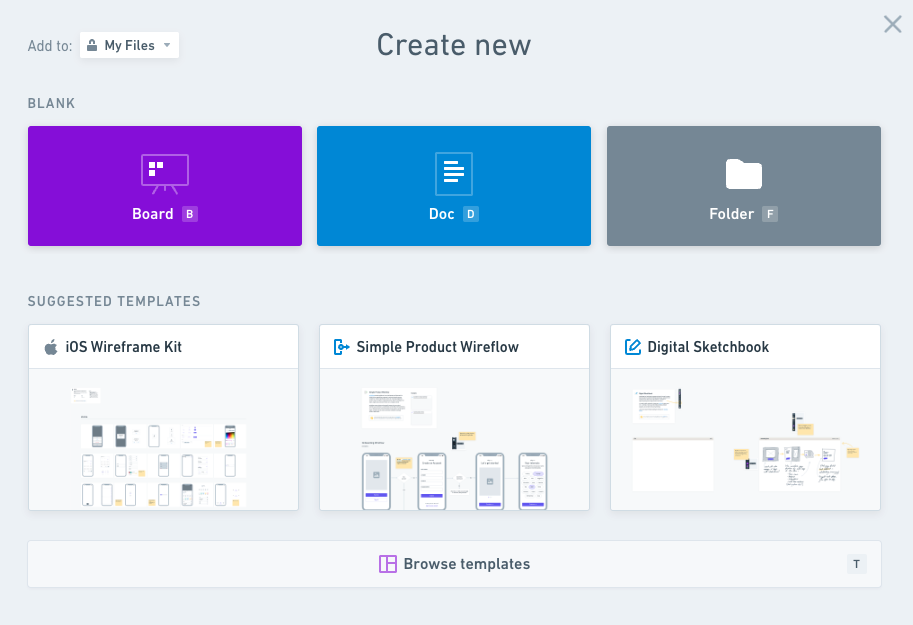 Add to: My Files
Create new
BLANK
Board B
Doc D
Folder F
SUGGESTED TEMPLATES
iOS Wireframe Kit
Simple Product Wireflow
Digital Sketchbook
Browse templates T